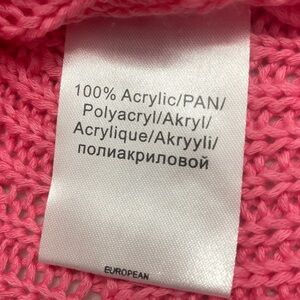 100% Acrylic/PAN/
Polyacryl/Akryl/
Acrylique/Akryyli/
полиакриловой
EUROPEAN